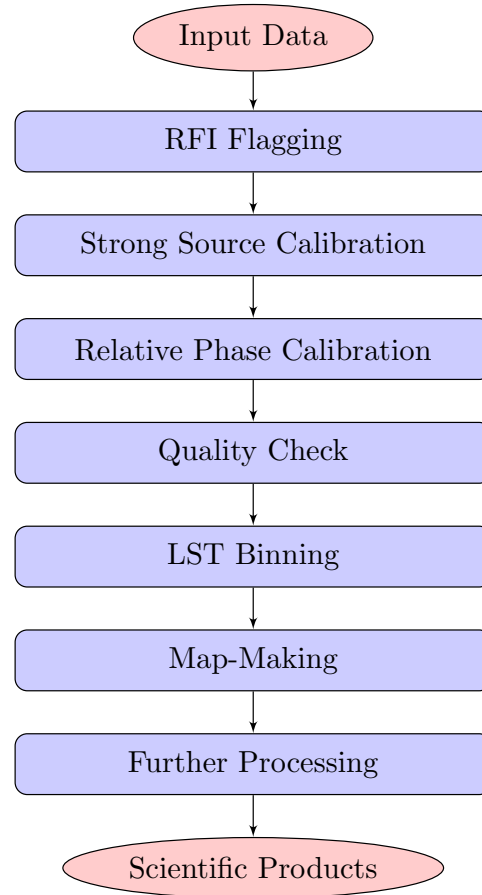 Input Data
RFI Flagging
Strong Source Calibration
Relative Phase Calibration
Quality Check
LST Binning
Map-Making
Further Processing
Scientific Products